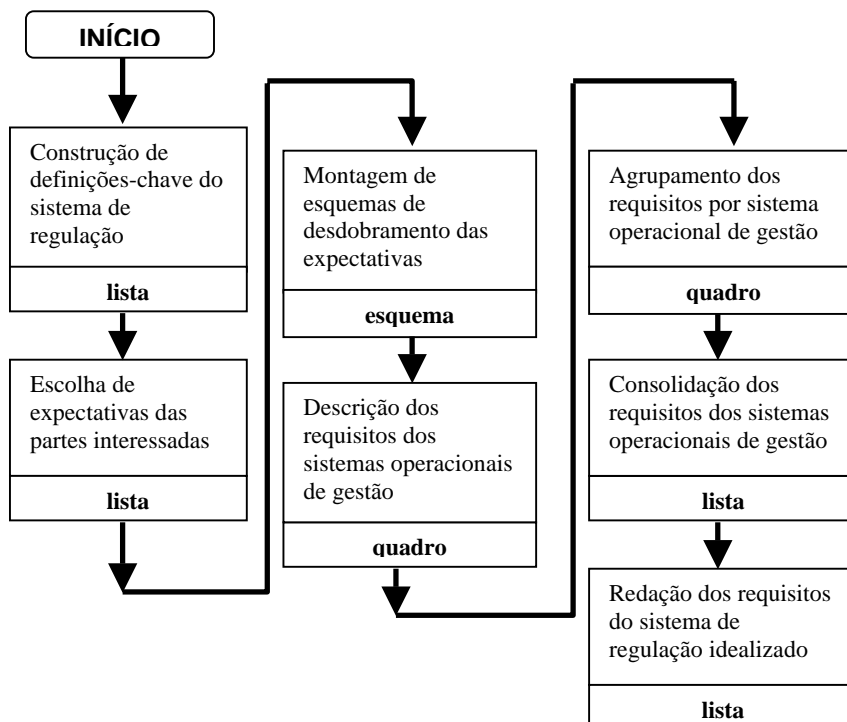 INÍCIO
Construção de
definições-chave do
sistema de
regulação
lista
Escolha de
expectativas das
partes interessadas
lista
Montagem de
esquemas de
desdobramento das
expectativas
esquema
Descrição dos
requisitos dos
sistemas operacionais
de gestão
quadro
Agrupamento dos
requisitos por sistema
operacional de gestão
quadro
Consolidação dos
requisitos dos sistemas
operacionais de gestão
lista
Redação dos requisitos
do sistema de
regulação idealizado
lista